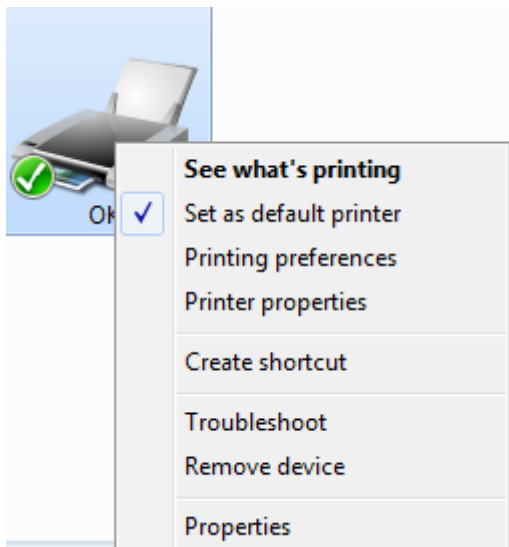 See what's printing
OK
Set as default printer
Printing preferences
Printer properties
Create shortcut
Troubleshoot
Remove device
Properties